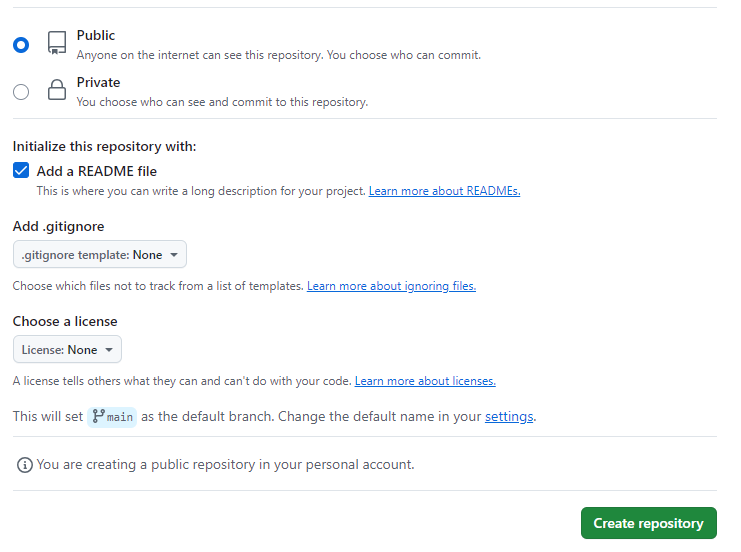 Public
Anyone on the internet can see this repository. You choose who can commit.
Private
You choose who can see and commit to this repository.
Initialize this repository with:
Add a README file
This is where you can write a long description for your project. Learn more about READMEs.
Add .gitignore
.gitignore template: None
Choose which files not to track from a list of templates. Learn more about ignoring files.
Choose a license
License: None
A license tells others what they can and can't do with your code. Learn more about licenses.
This will set main as the default branch. Change the default name in your settings.
You are creating a public repository in your personal account.
Create repository